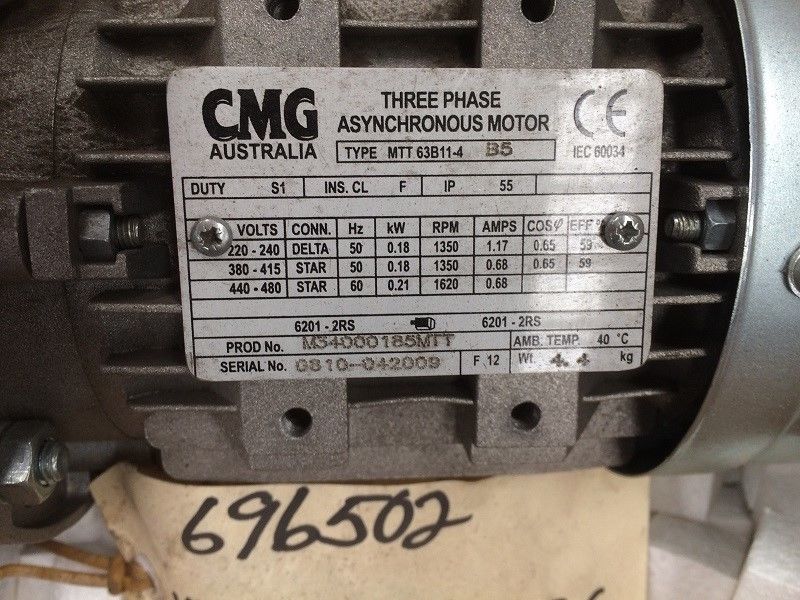 CMG
AUSTRALIA
THREE PHASE
ASYNCHRONOUS MOTOR
TYPE MTT 63B11-4 B5
CE
IEC 60034
DUTY S1 INS. CL F IP 55
VOLTS CONN. Hz kW RPM AMPS COSφ EFF %
220 - 240 DELTA 50 0.18 1350 1.17 0.65 59
380 - 415 STAR 50 0.18 1350 0.68 0.65 59
440 - 480 STAR 60 0.21 1620 0.68
6201 - 2RS 6201 - 2RS
PROD No. M34000185MTT AMB. TEMP. 40 °C
SERIAL No. 0810-042009 F 12 Wt. 4.4 kg
696502